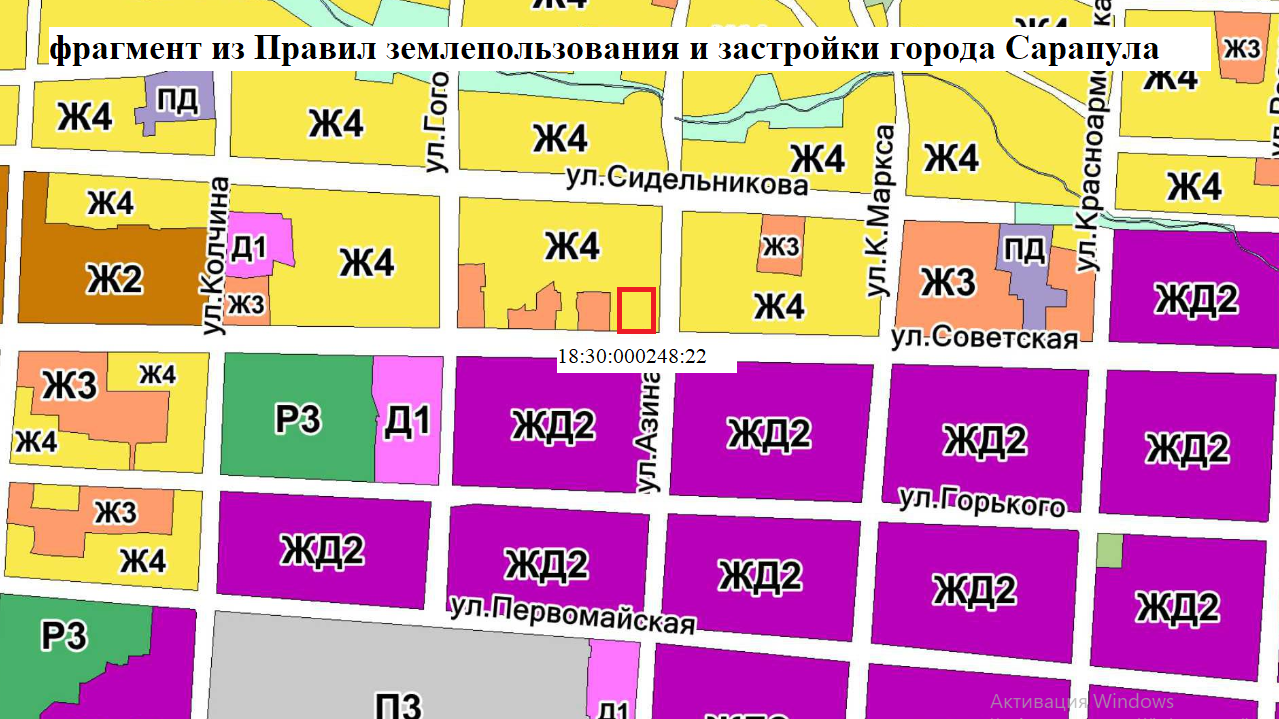 Ж4
Ж4
фрагмент из Правил землепользования и застройки города Сарапула
Ж3
Ж4
Ж4
ПД
Ж4
ул.Гого
Ж4
Ж4
Ж4
ул.К.Маркса
ул.Красноарм
Ж4
ул.Сидельникова
Ж4
ул.Колчина
Д1
Ж4
Ж4
Ж3
Ж2
Ж3
Ж4
Ж3
ПД
ЖД2
ул.Советская
18:30:000248:22
Ж3
Ж4
Ж4
Р3
Д1
ЖД2
ул.Азина
ЖД2
ЖД2
ЖД2
ул.Горького
Ж3
Ж4
ЖД2
ЖД2
ЖД2
ЖД2
ЖД2
ул.Первомайская
Р3
П3
Д1
Активация Windows